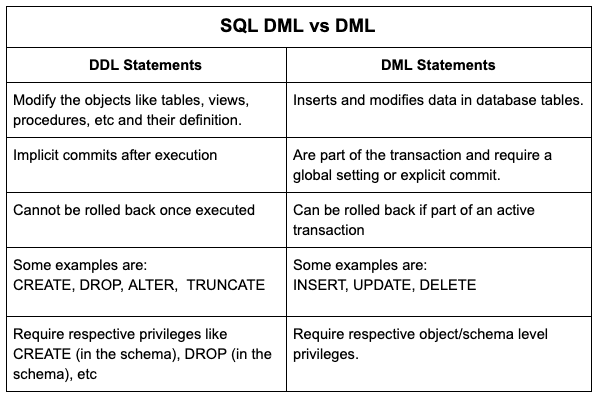 SQL DML vs DML
DDL Statements
DML Statements
Modify the objects like tables, views,
procedures, etc and their definition.
Inserts and modifies data in database tables.
Implicit commits after execution
Are part of the transaction and require a
global setting or explicit commit.
Cannot be rolled back once executed
Can be rolled back if part of an active
transaction
Some examples are:
CREATE, DROP, ALTER, TRUNCATE
Some examples are:
INSERT, UPDATE, DELETE
Require respective privileges like
CREATE (in the schema), DROP (in the
schema), etc
Require respective object/schema level
privileges.